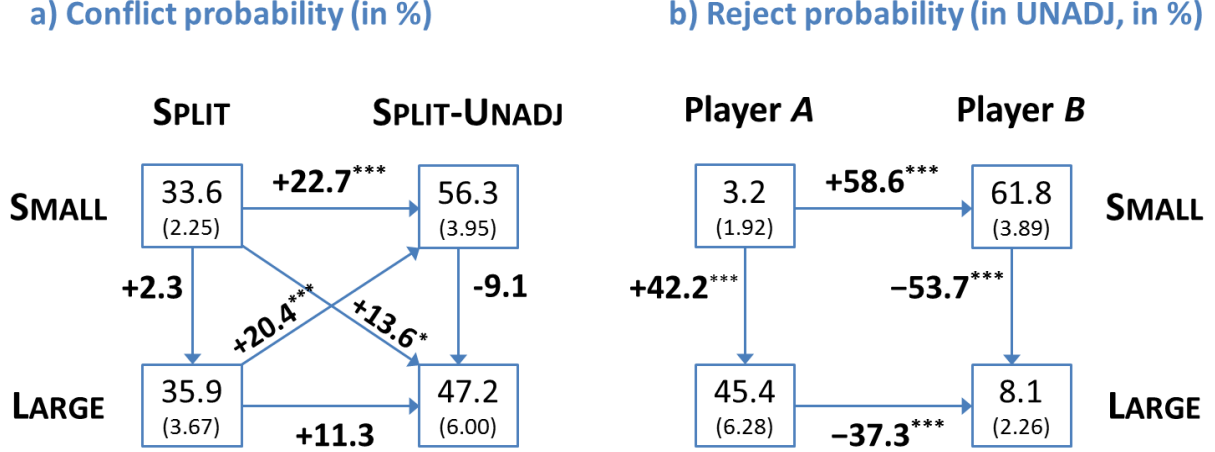 a) Conflict probability (in %)
b) Reject probability (in UNADJ, in %)
SPLIT
SPLIT-UNADJ
Player A
Player B
SMALL
33.6
(2.25)
+22.7***
56.3
(3.95)
3.2
(1.92)
+58.6***
61.8
(3.89)
SMALL
+2.3
+20.4***
+13.6*
-9.1
+42.2***
−53.7***
LARGE
35.9
(3.67)
+11.3
47.2
(6.00)
45.4
(6.28)
−37.3***
8.1
(2.26)
LARGE